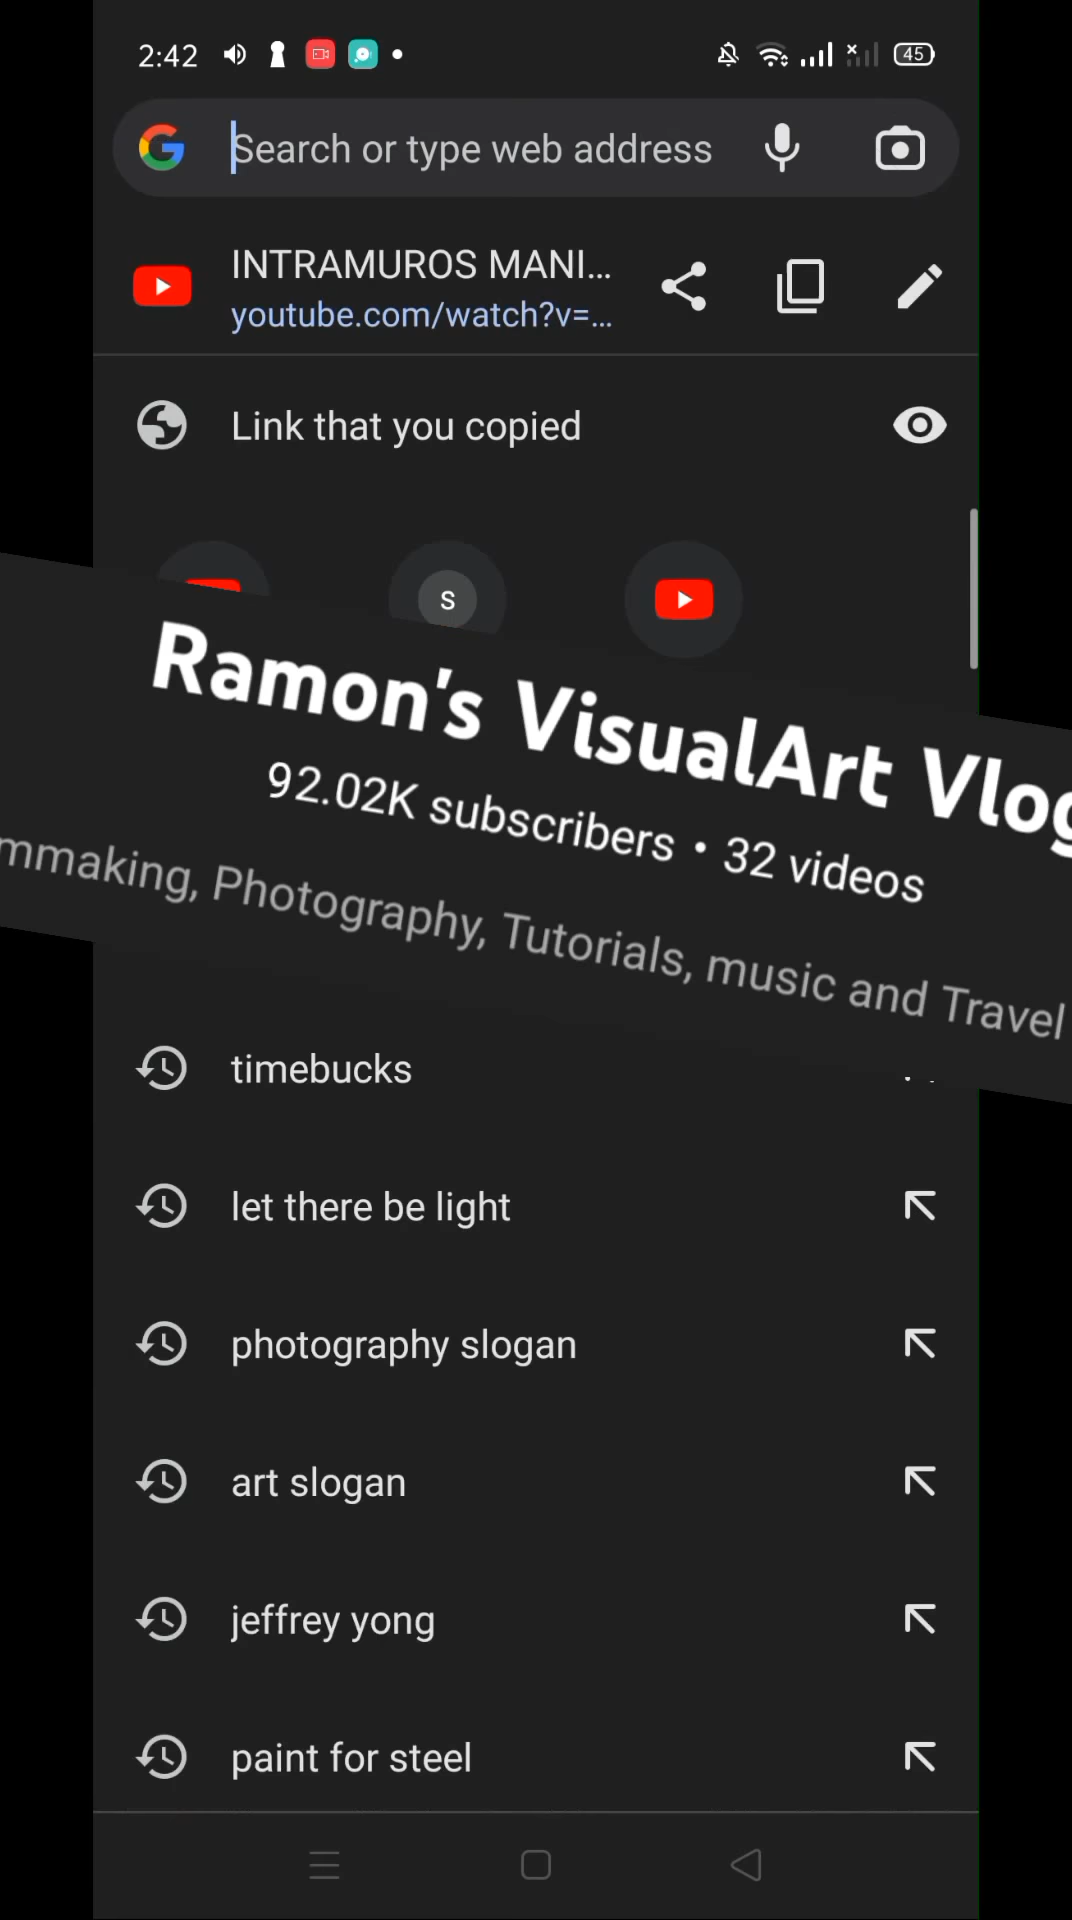 2:42
45
Search or type web address
INTRAMUROS MANI...
youtube.com/watch?v=...
Link that you copied
S
Ramon's VisualArt Vlog
92.02K subscribers • 32 videos
mmaking, Photography, Tutorials, music and Travel
timebucks
let there be light
photography slogan
art slogan
jeffrey yong
paint for steel